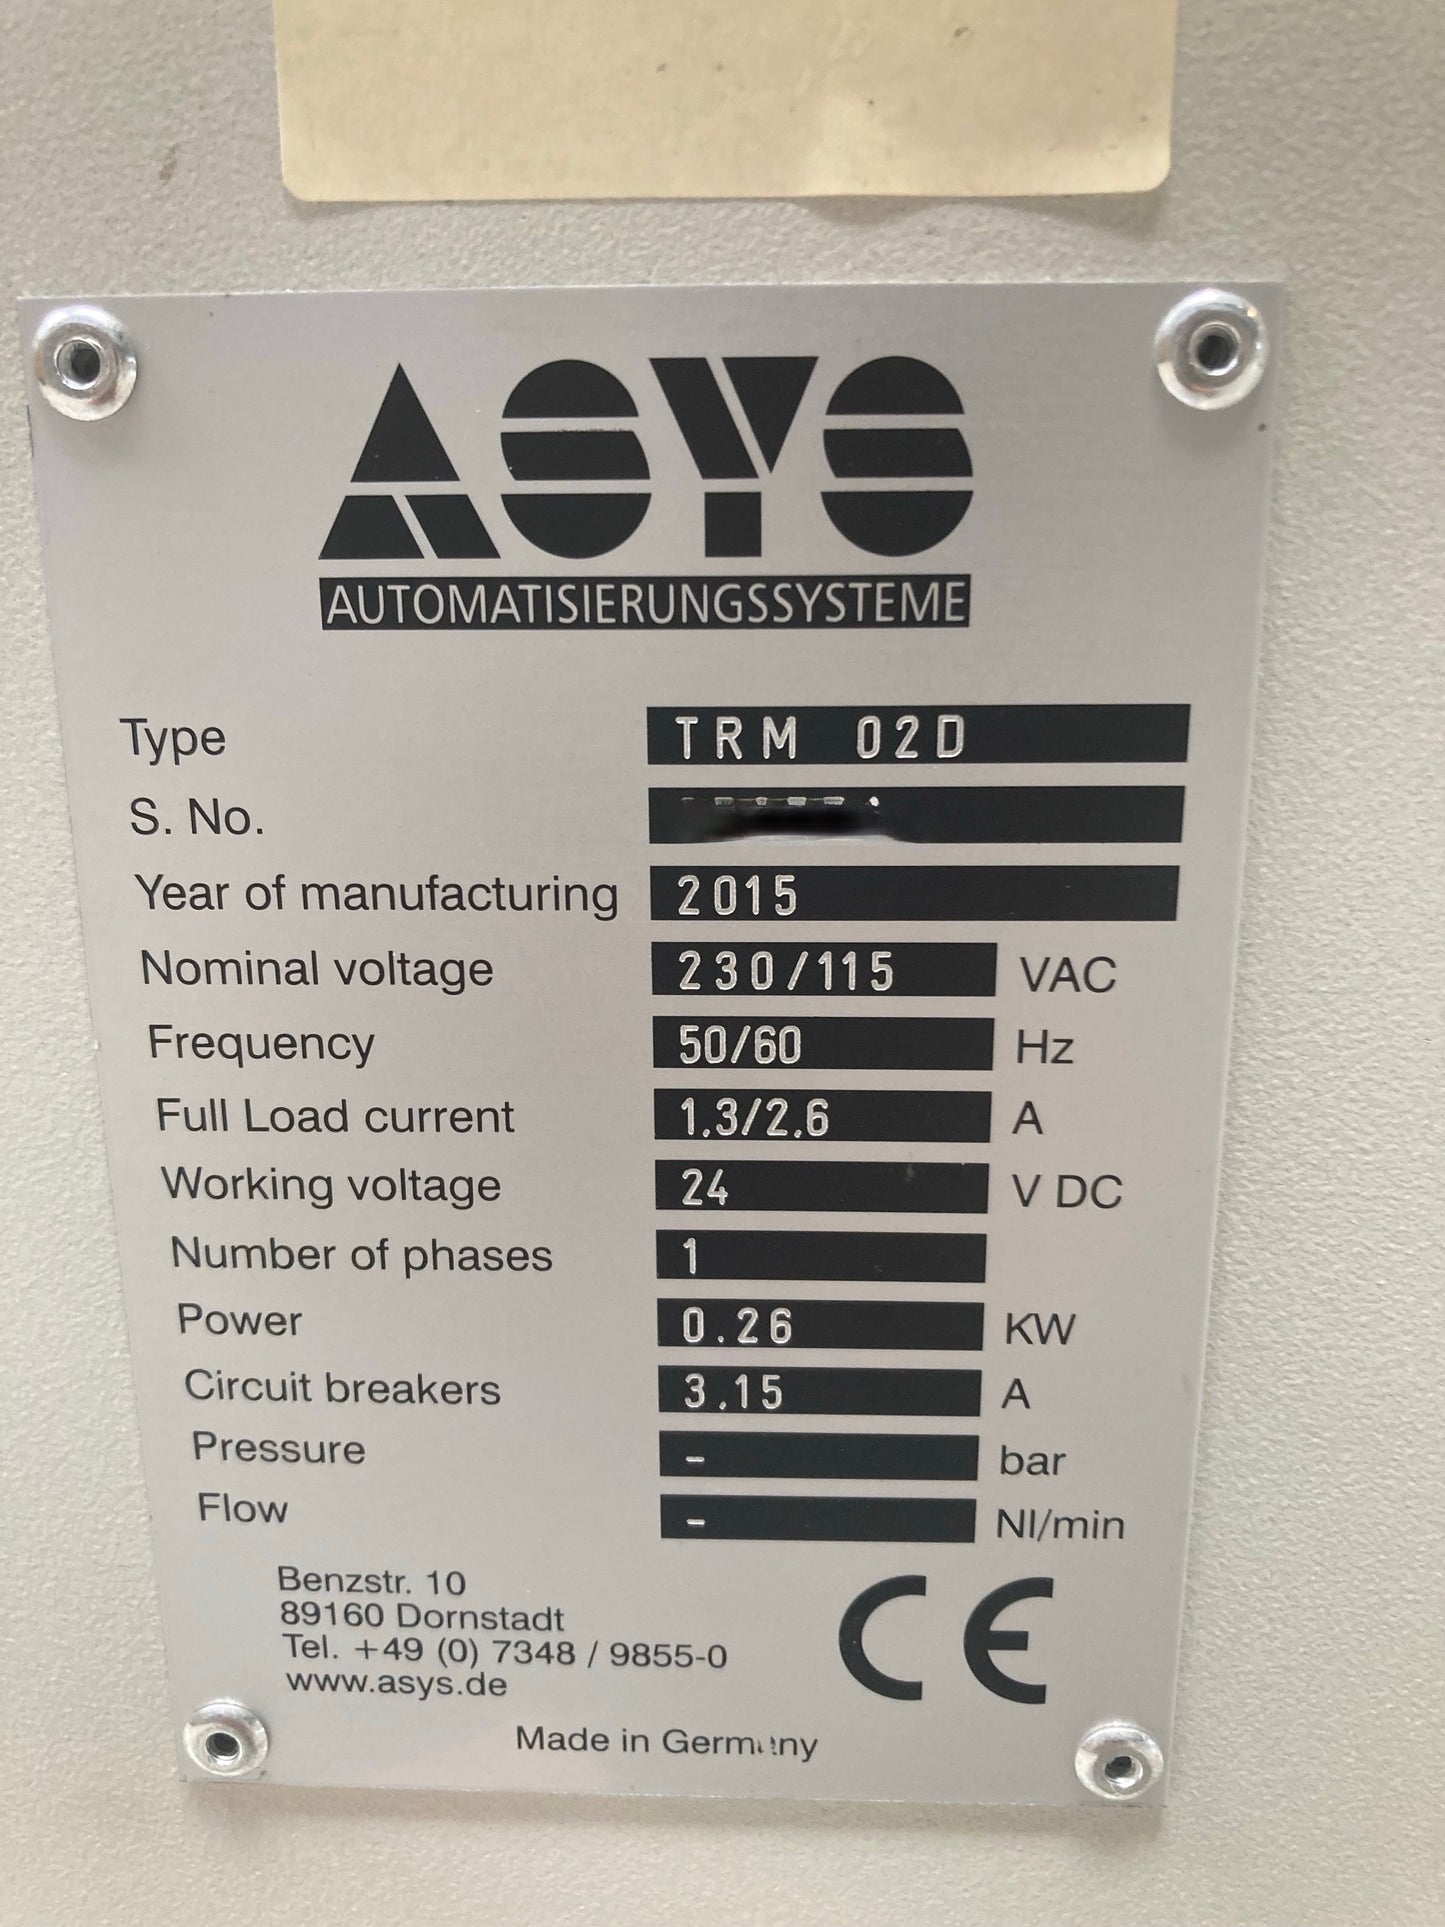 ASYS
AUTOMATISIERUNGSSYSTEME
Type TRM 02D
S. No.
Year of manufacturing 2015
Nominal voltage 230/115 VAC
Frequency 50/60 Hz
Full Load current 1.3/2.6 A
Working voltage 24 V DC
Number of phases 1
Power 0.26 KW
Circuit breakers 3.15 A
Pressure - bar
Flow - Nl/min
Benzstr. 10
89160 Dornstadt
Tel. +49 (0) 7348 / 9855-0
www.asys.de
CE
Made in Germany